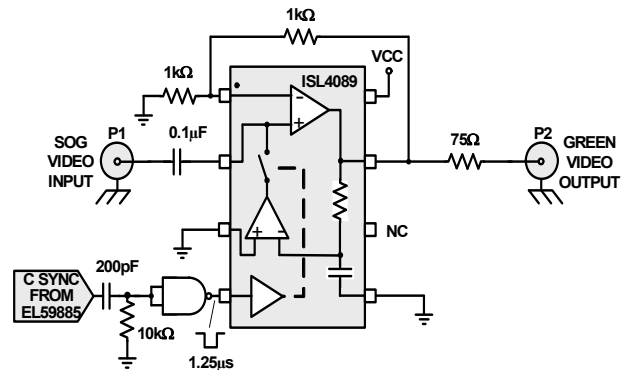 1kΩ
VCC
1kΩ
ISL4089
SOG
VIDEO
INPUT
P1
0.1μF
−
+
75Ω
P2
GREEN
VIDEO
OUTPUT
+
−
NC
C SYNC
FROM
EL59885
200pF
10kΩ
1.25μs